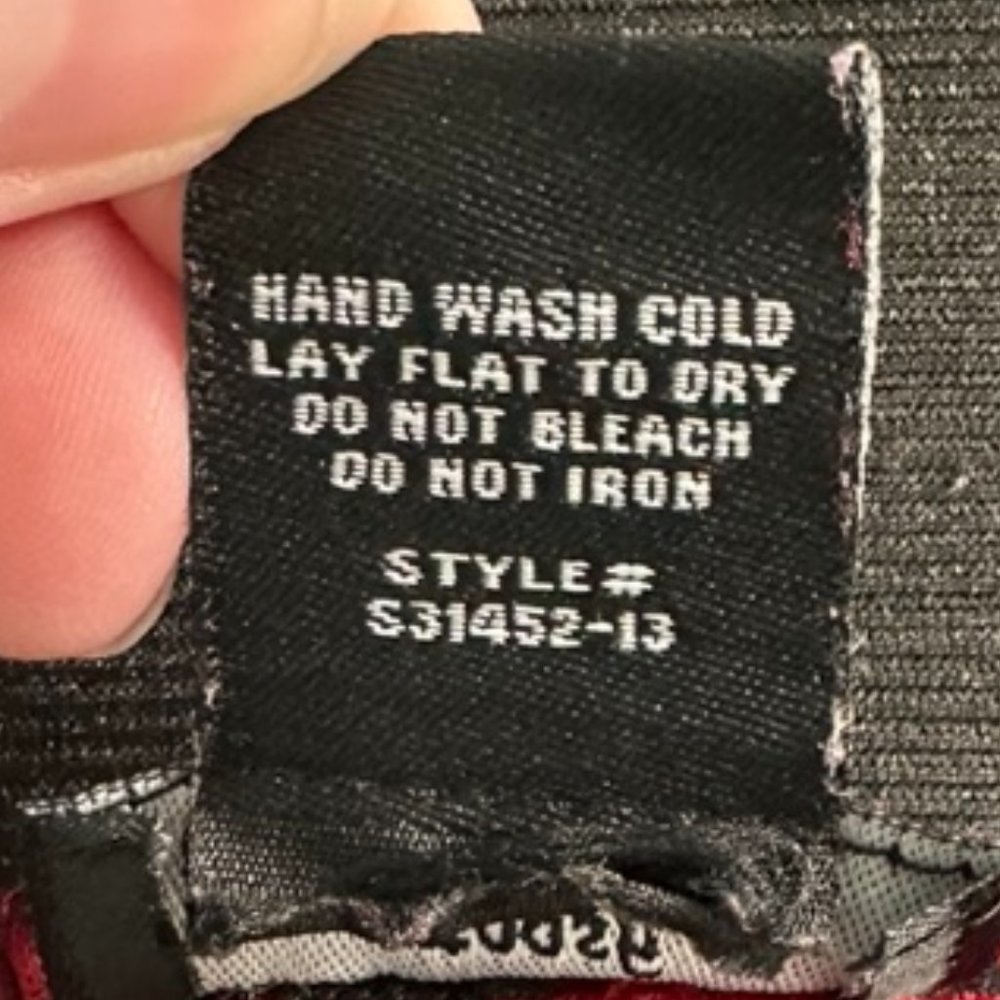 HAND WASH COLD
LAY FLAT TO DRY
DO NOT BLEACH
DO NOT IRON
STYLE#
S31452-13